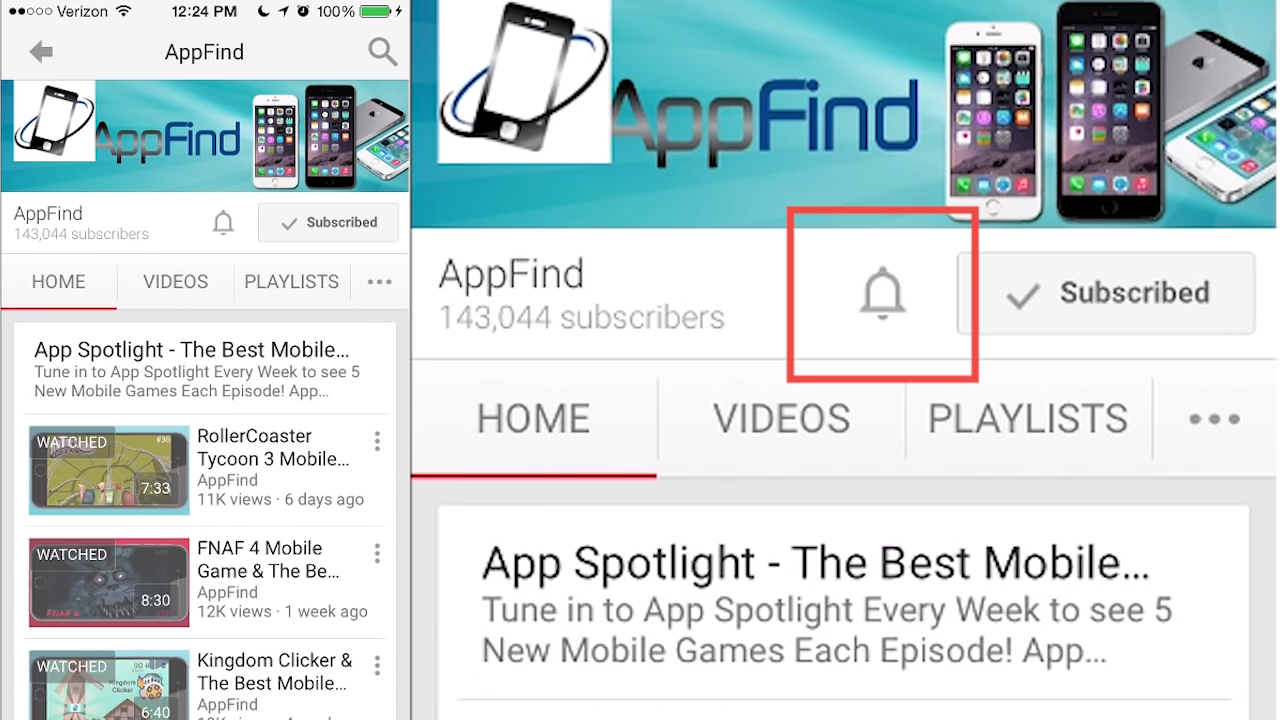 Verizon 12:24 PM 100%
AppFind
AppFind
AppFind
143,044 subscribers
Subscribed
HOME VIDEOS PLAYLISTS
App Spotlight - The Best Mobile...
Tune in to App Spotlight Every Week to see 5
New Mobile Games Each Episode! App...
WATCHED
#36
7:33
RollerCoaster
Tycoon 3 Mobile...
AppFind
11K views · 6 days ago
WATCHED
FNAF 4
8:30
FNAF 4 Mobile
Game & The Be...
AppFind
12K views · 1 week ago
WATCHED
Kingdom
Clicker
6:40
Kingdom Clicker &
The Best Mobile...
AppFind
AppFind
AppFind
143,044 subscribers
Subscribed
HOME VIDEOS PLAYLISTS
App Spotlight - The Best Mobile...
Tune in to App Spotlight Every Week to see 5
New Mobile Games Each Episode! App...